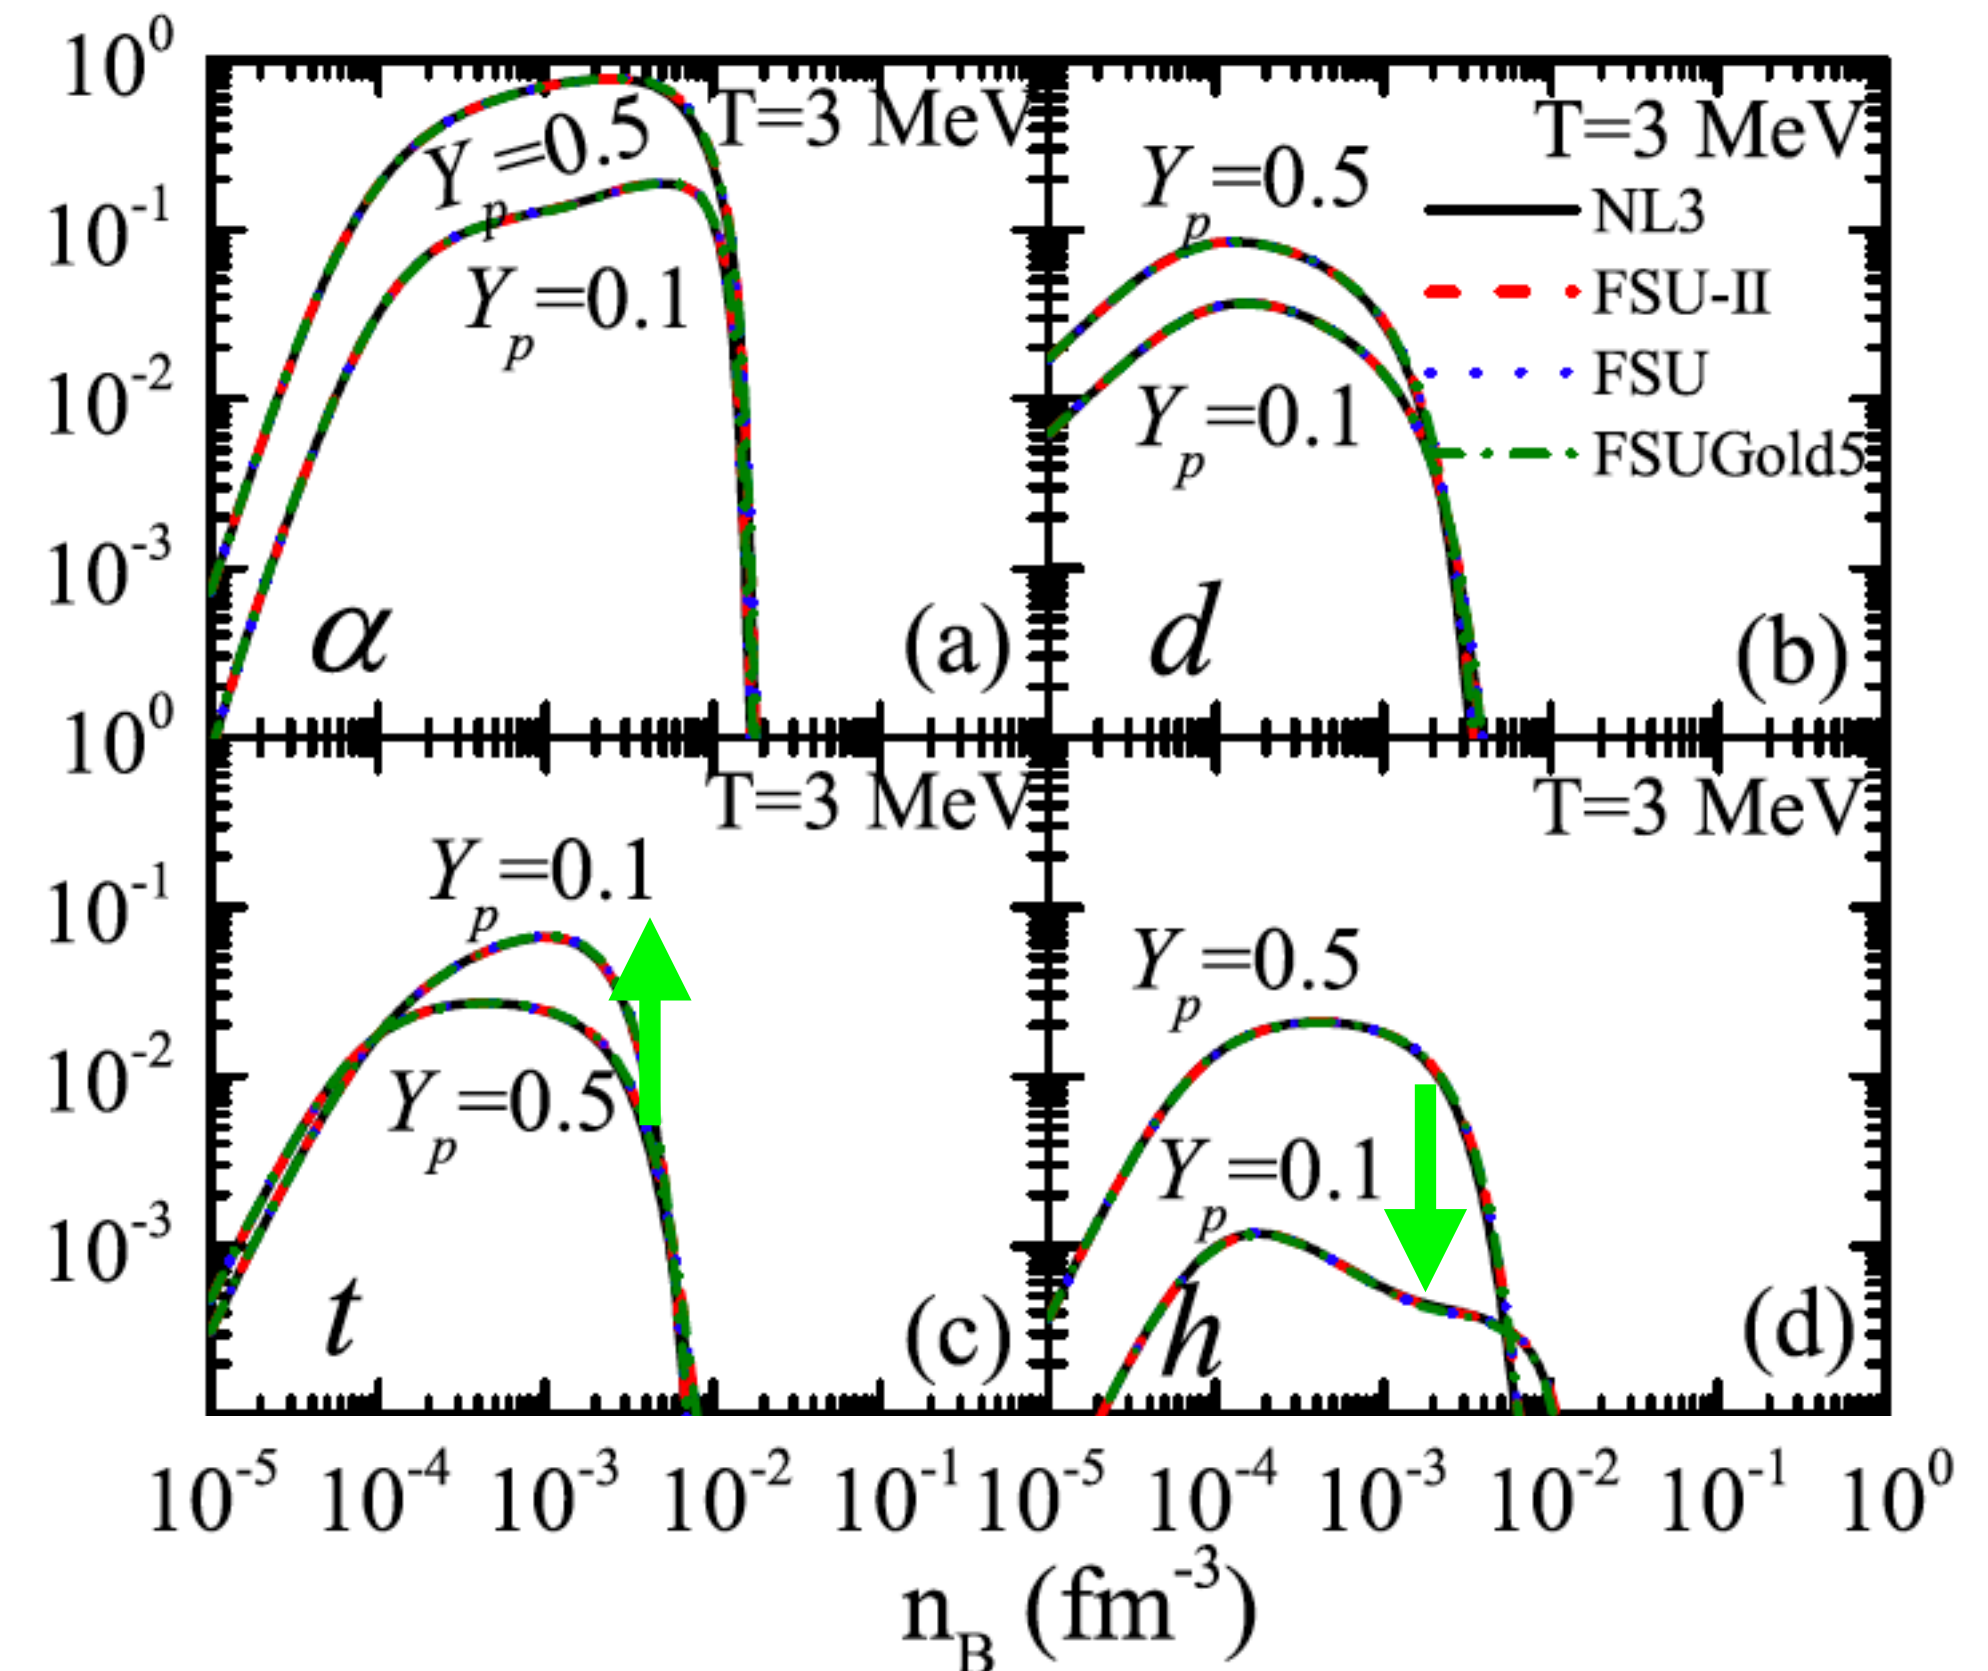 10^0
10^-1
10^-2
10^-3
T=3 MeV
Y_p=0.5
Y_p=0.1
α
(a)
T=3 MeV
Y_p=0.5
NL3
FSU-II
FSU
FSUGold5
Y_p=0.1
d
(b)
10^0
10^-1
10^-2
10^-3
T=3 MeV
Y_p=0.1
Y_p=0.5
t
(c)
T=3 MeV
Y_p=0.5
Y_p=0.1
h
(d)
10^-5 10^-4 10^-3 10^-2 10^-1 10^-5 10^-4 10^-3 10^-2 10^-1 10^0
n_B (fm^-3)